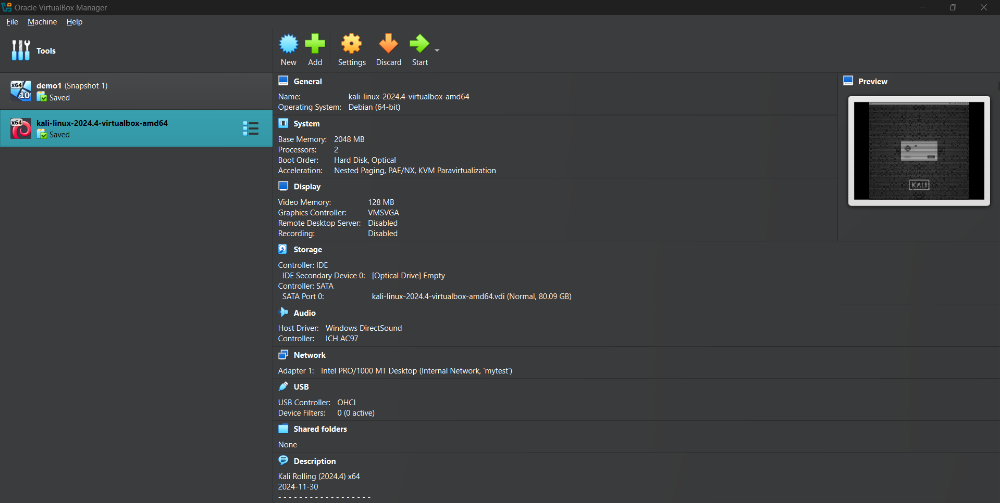 Oracle VirtualBox Manager
File Machine Help
Tools
New Add Settings Discard Start
x64 10 demo1 (Snapshot 1)
Saved
x64 kali-linux-2024.4-virtualbox-amd64
Saved
General
Name: kali-linux-2024.4-virtualbox-amd64
Operating System: Debian (64-bit)
System
Base Memory: 2048 MB
Processors: 2
Boot Order: Hard Disk, Optical
Acceleration: Nested Paging, PAE/NX, KVM Paravirtualization
Display
Video Memory: 128 MB
Graphics Controller: VMSVGA
Remote Desktop Server: Disabled
Recording: Disabled
Preview
KALI
Storage
Controller: IDE
IDE Secondary Device 0: [Optical Drive] Empty
Controller: SATA
SATA Port 0: kali-linux-2024.4-virtualbox-amd64.vdi (Normal, 80.09 GB)
Audio
Host Driver: Windows DirectSound
Controller: ICH AC97
Network
Adapter 1: Intel PRO/1000 MT Desktop (Internal Network, 'mytest')
USB
USB Controller: OHCI
Device Filters: 0 (0 active)
Shared folders
None
Description
Kali Rolling (2024.4) x64
2024-11-30
- - - - - - - - - - - - - - - - - -